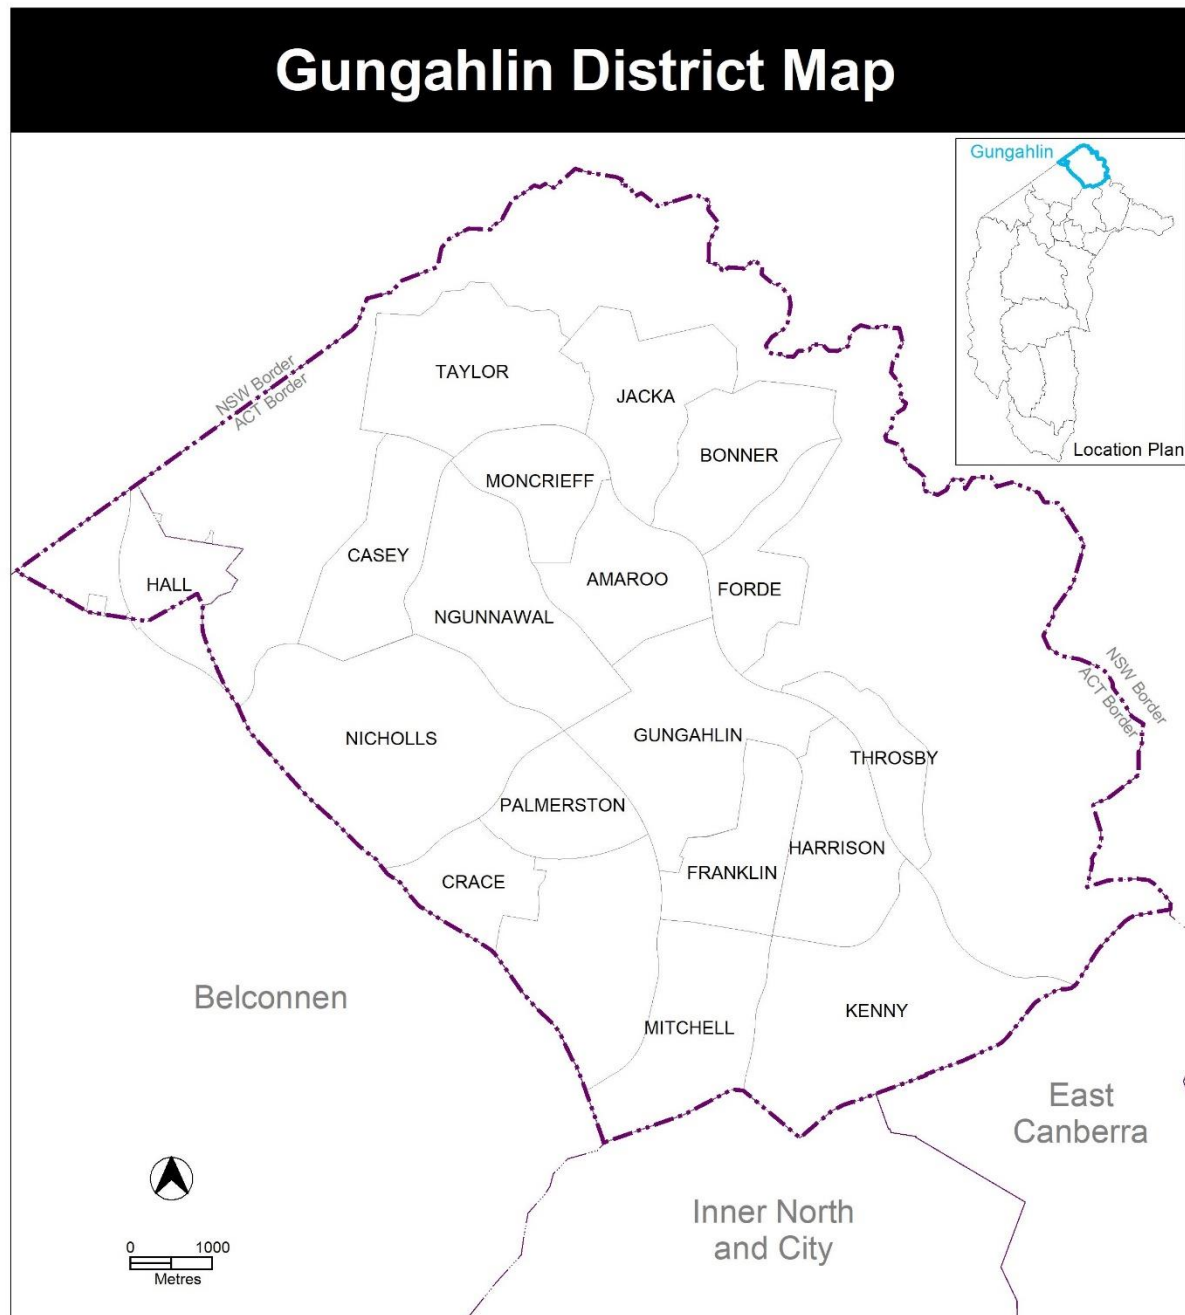 Gungahlin District Map
Gungahlin
Location Plan
NSW Border
ACT Border
TAYLOR
JACKA
BONNER
MONCRIEFF
CASEY
HALL
AMAROO
FORDE
NGUNNAWAL
NSW Border
ACT Border
NICHOLLS
GUNGAHLIN
THROSBY
PALMERSTON
HARRISON
FRANKLIN
CRACE
Belconnen
KENNY
MITCHELL
East
Canberra
Inner North
and City
0 1000
Metres